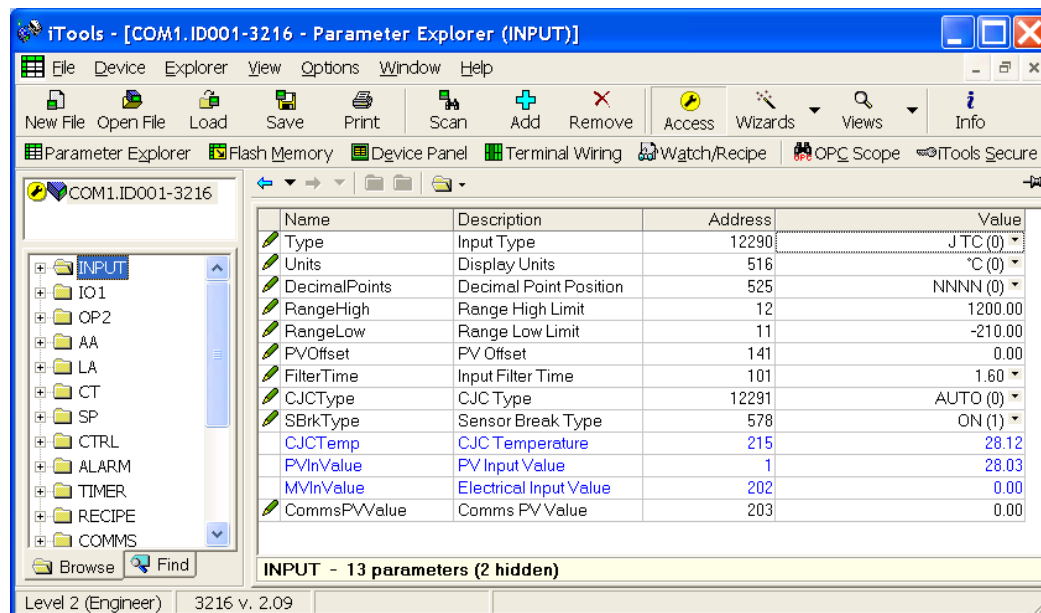 iTools - [COM1.ID001-3216 - Parameter Explorer (INPUT)]
File Device Explorer View Options Window Help
New File Open File Load Save Print Scan Add Remove Access Wizards Views Info
Parameter Explorer Flash Memory Device Panel Terminal Wiring Watch/Recipe OPC Scope iTools Secure
COM1.ID001-3216
INPUT
IO1
OP2
AA
LA
CT
SP
CTRL
ALARM
TIMER
RECIPE
COMMS
Browse Find
Name Description Address Value
Type Input Type 12290 J TC (0)
Units Display Units 516 °C (0)
DecimalPoints Decimal Point Position 525 NNNN (0)
RangeHigh Range High Limit 12 1200.00
RangeLow Range Low Limit 11 -210.00
PVOffset PV Offset 141 0.00
FilterTime Input Filter Time 101 1.60
CJCType CJC Type 12291 AUTO (0)
SBrkType Sensor Break Type 578 ON (1)
CJCTemp CJC Temperature 215 28.12
PVInValue PV Input Value 1 28.03
MVInValue Electrical Input Value 202 0.00
CommsPVValue Comms PV Value 203 0.00
INPUT - 13 parameters (2 hidden)
Level 2 (Engineer) 3216 v. 2.09